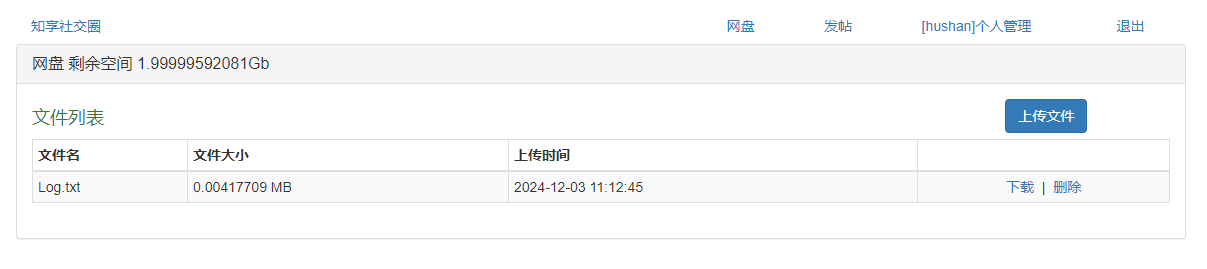 知享社交圈 网盘 发帖 [hushan]个人管理 退出
网盘 剩余空间 1.99999592081Gb
文件列表 上传文件
文件名 文件大小 上传时间
Log.txt 0.00417709 MB 2024-12-03 11:12:45 下载 | 删除